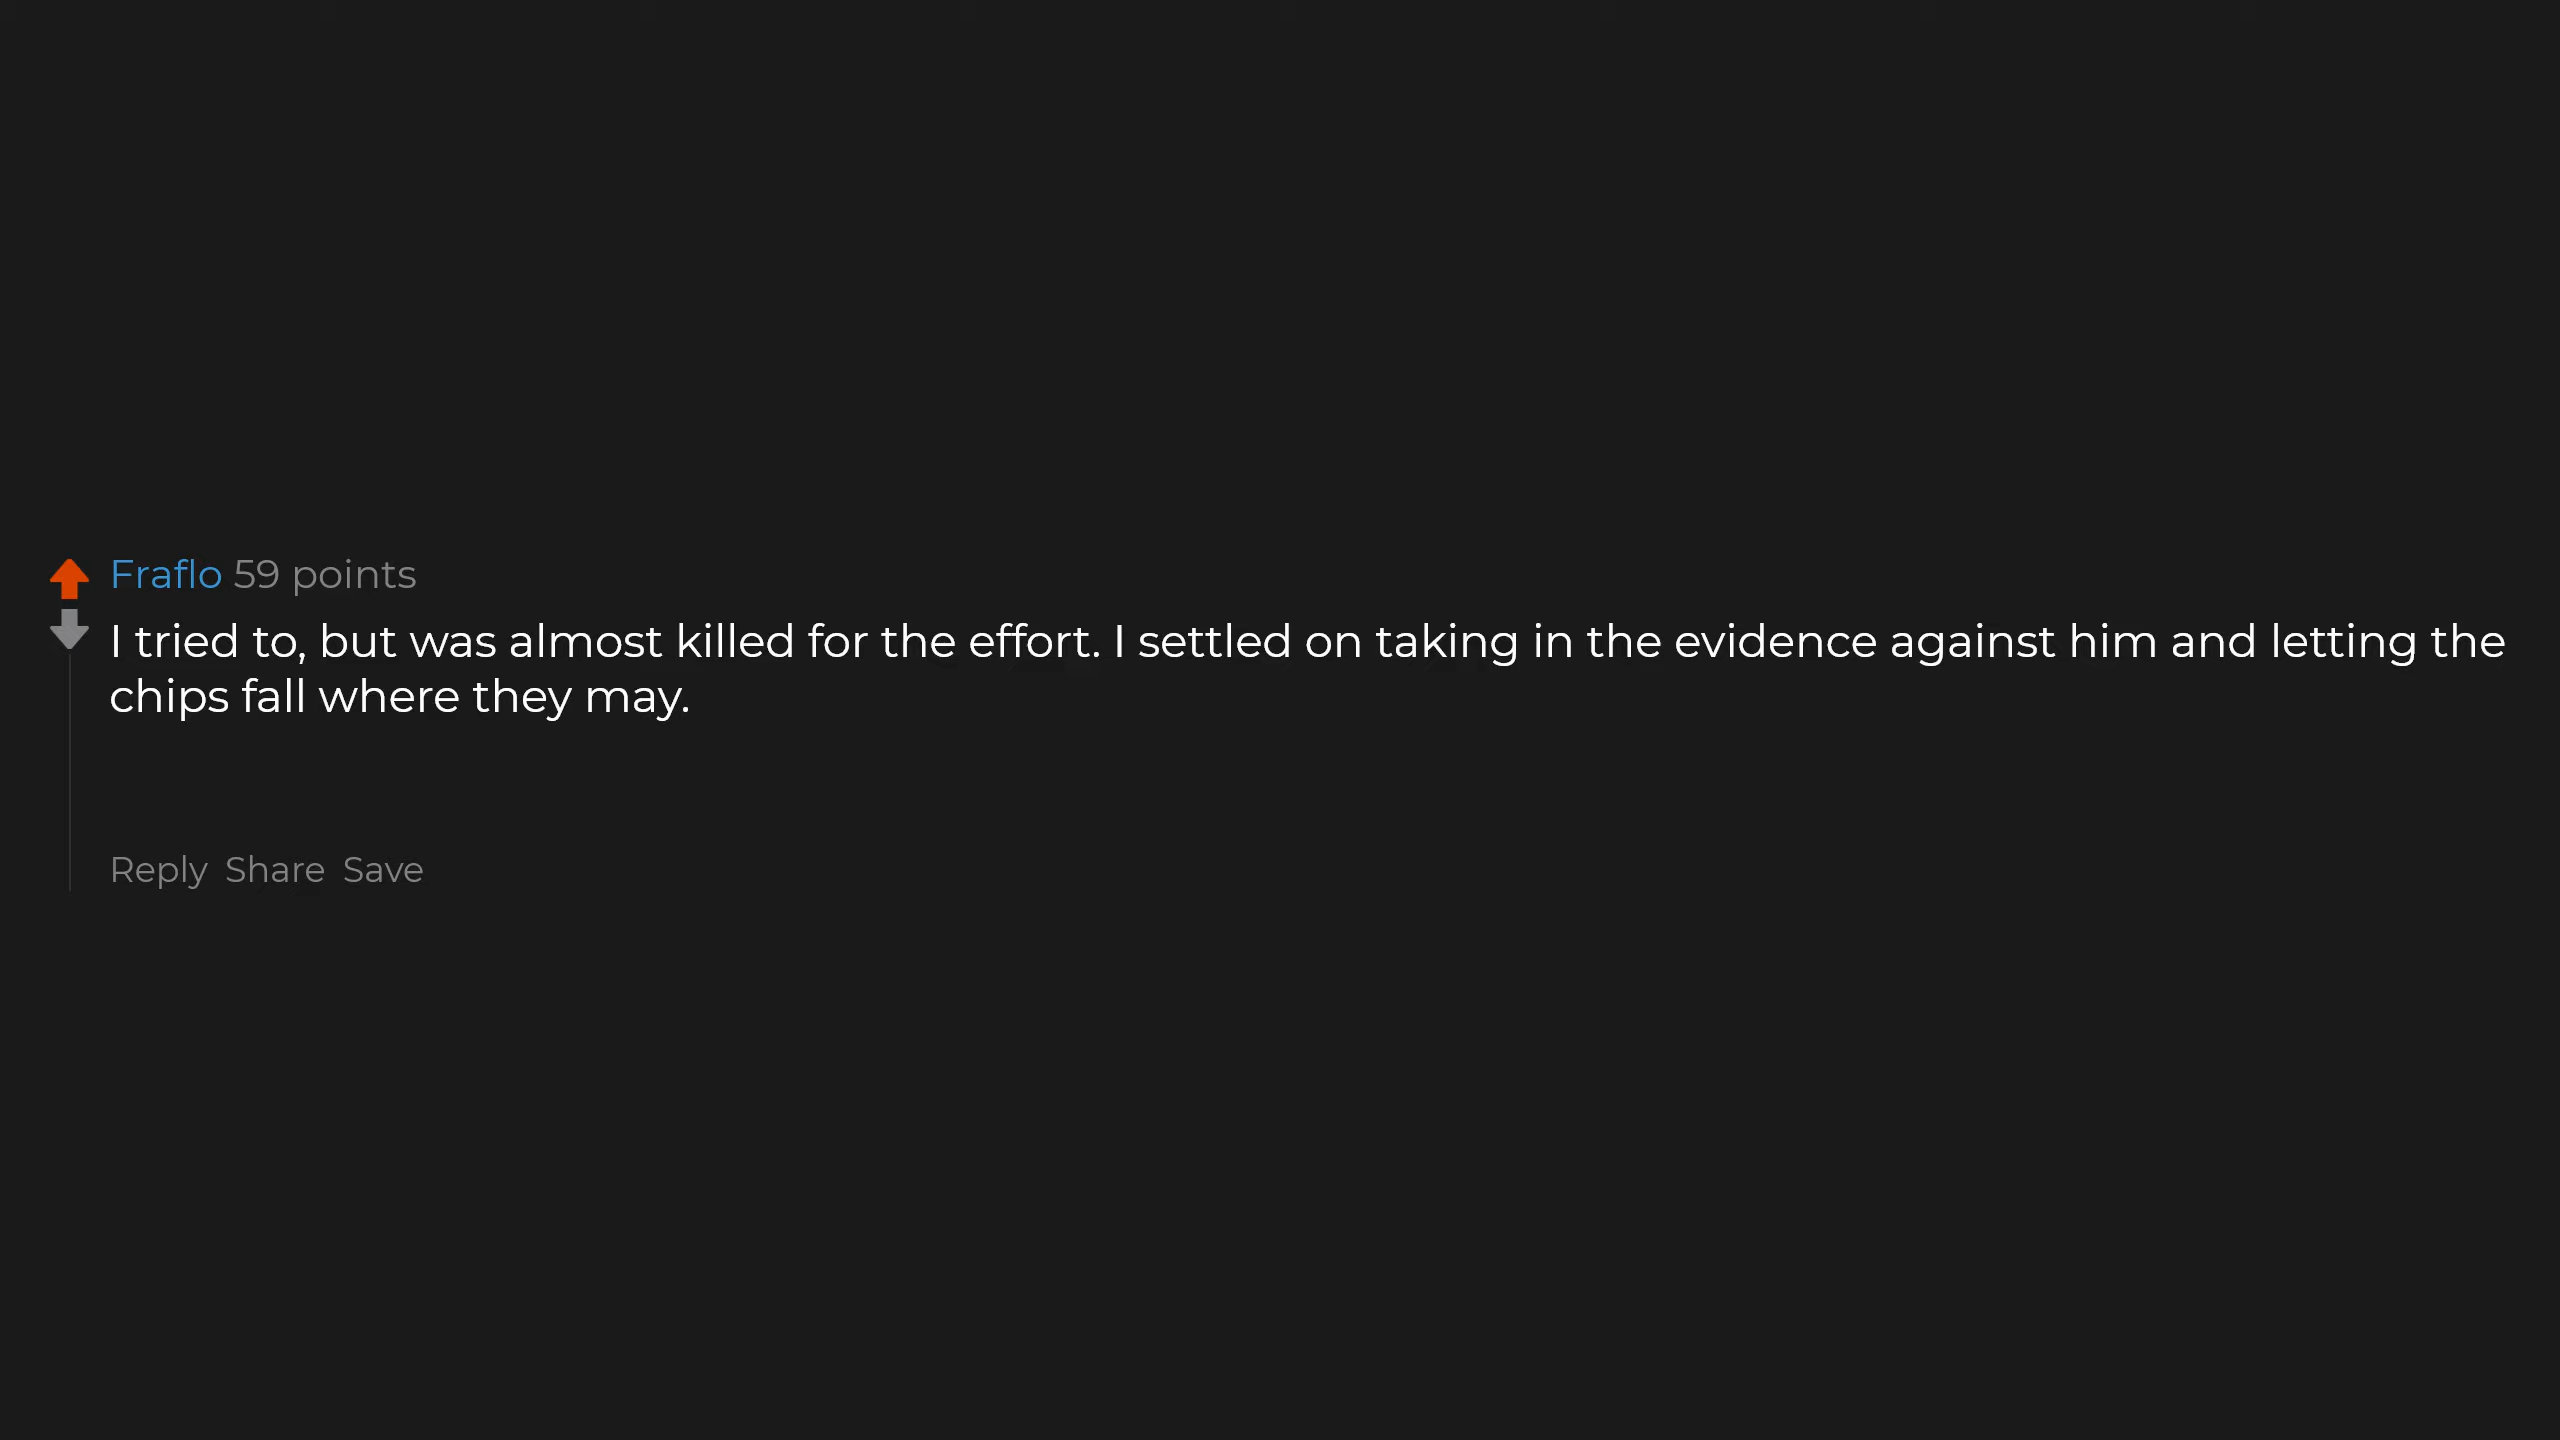 Fraflo 59 points
I tried to, but was almost killed for the effort. I settled on taking in the evidence against him and letting the
chips fall where they may.
Reply Share Save